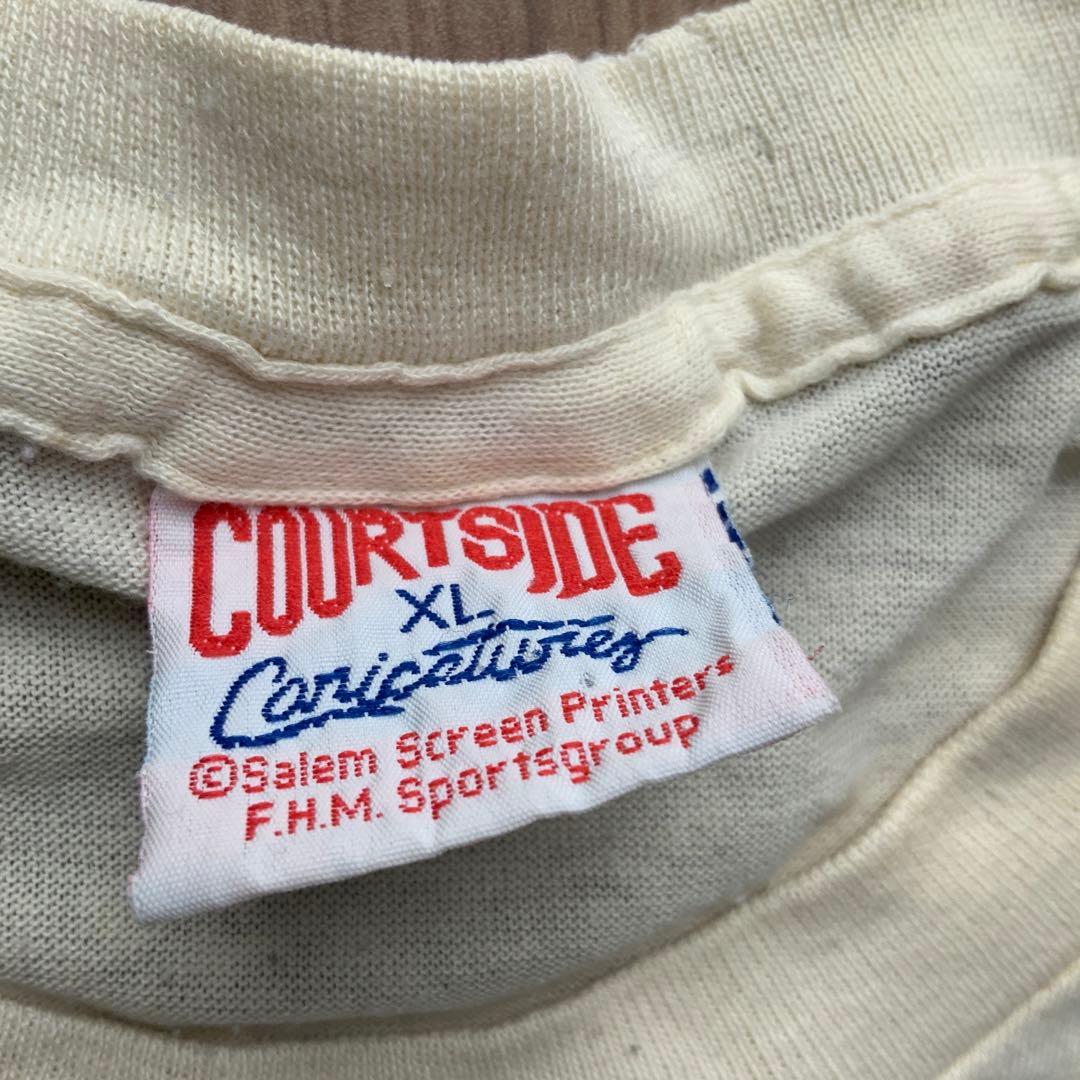 COURTSIDE
XL
Caricatures
©Salem Screen Printers
F.H.M. Sportsgroup